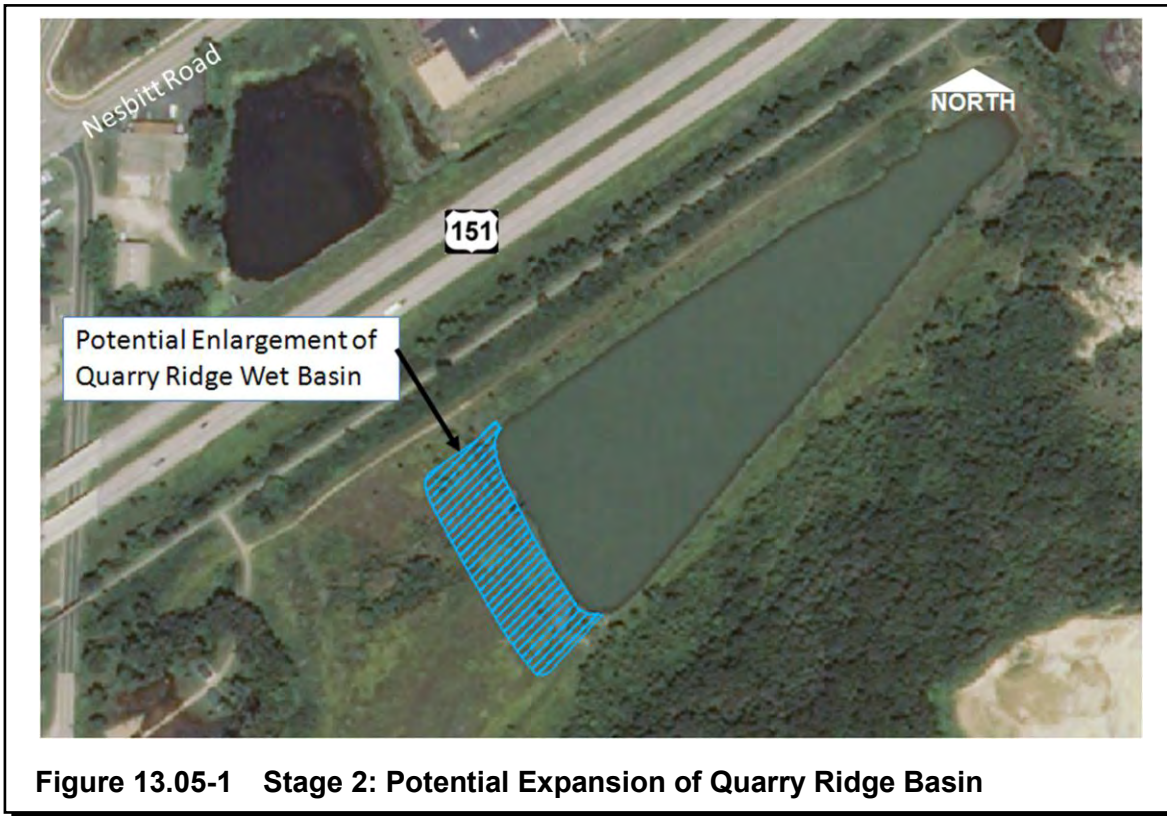 Nesbitt Road
NORTH
151
Potential Enlargement of
Quarry Ridge Wet Basin
Figure 13.05-1 Stage 2: Potential Expansion of Quarry Ridge Basin